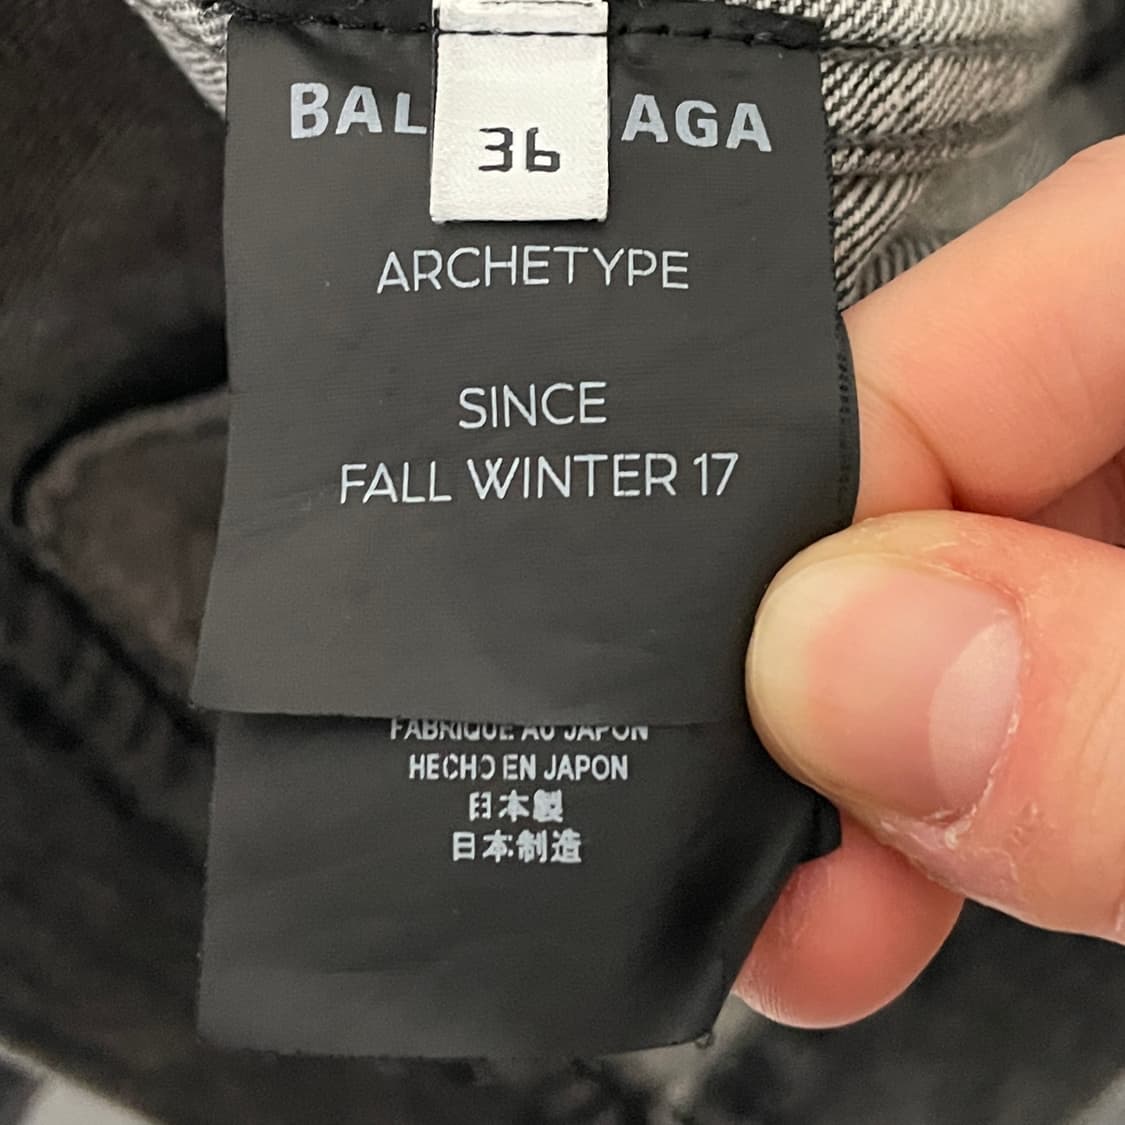 BAL AGA
36
ARCHETYPE
SINCE
FALL WINTER 17
FABRIQUE AU JAPON
HECHO EN JAPON
日本製
日本制造